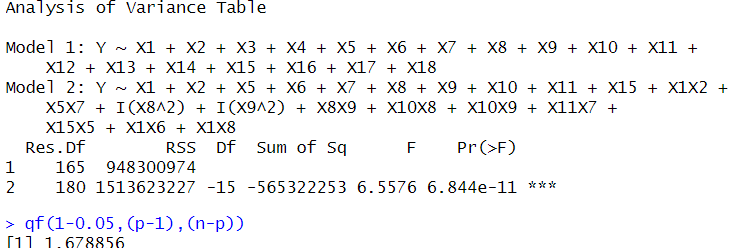 Analysis of Variance Table
Model 1: Y ~ X1 + X2 + X3 + X4 + X5 + X6 + X7 + X8 + X9 + X10 + X11 +
X12 + X13 + X14 + X15 + X16 + X17 + X18
Model 2: Y ~ X1 + X2 + X5 + X6 + X7 + X8 + X9 + X10 + X11 + X15 + X1X2 +
X5X7 + I(X8^2) + I(X9^2) + X8X9 + X10X8 + X10X9 + X11X7 +
X15X5 + X1X6 + X1X8
Res.Df RSS Df Sum of Sq F Pr(>F)
1 165 948300974
2 180 1513623227 -15 -565322253 6.5576 6.844e-11 ***
> qf(1-0.05,(p-1),(n-p))
[1] 1.678856